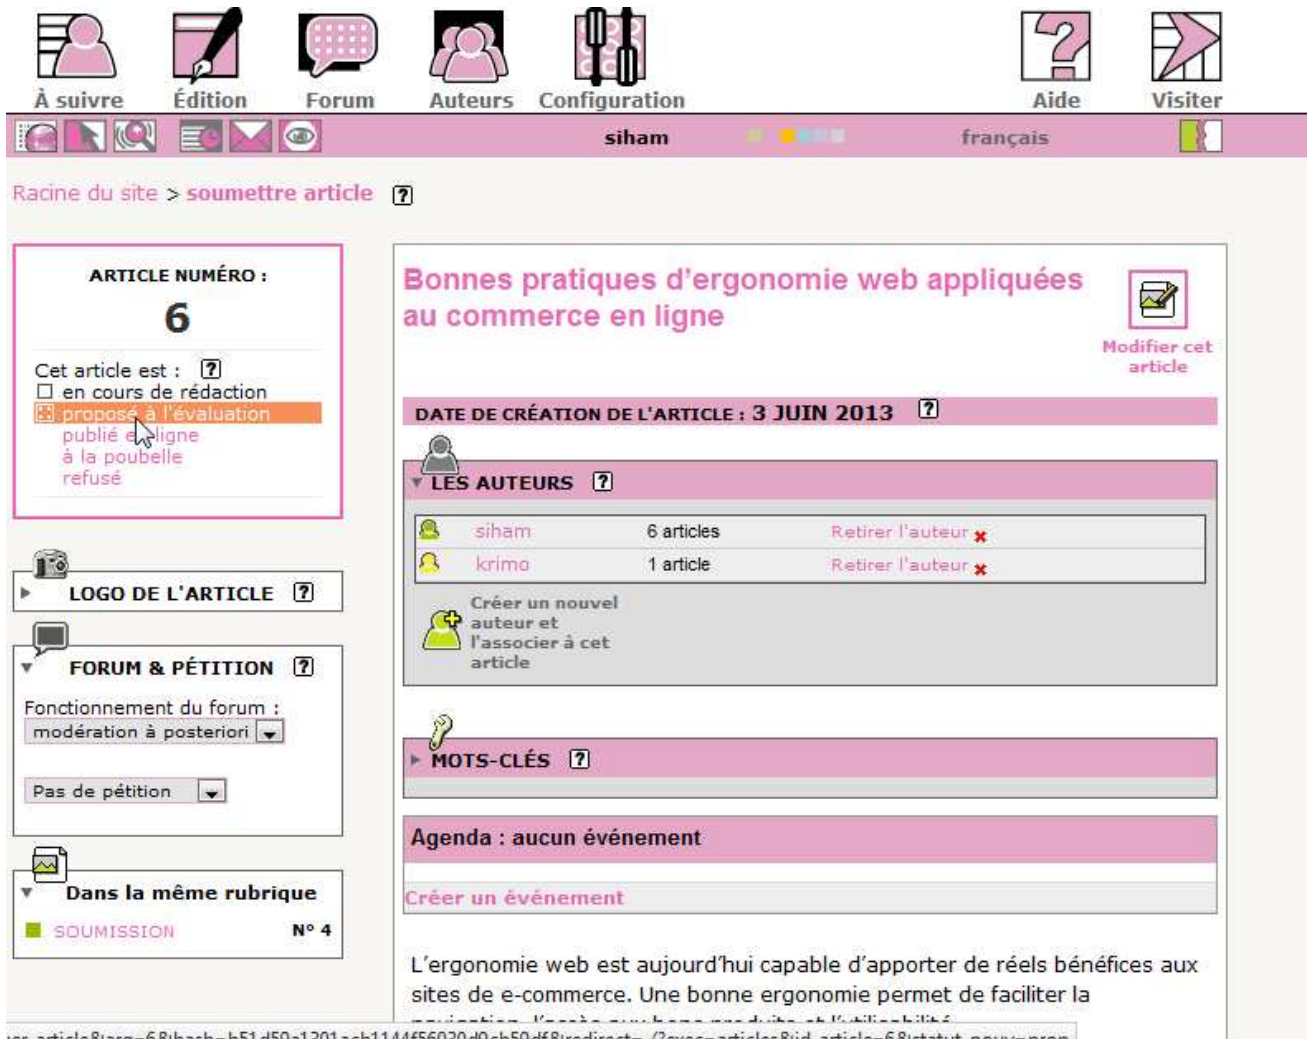 À suivre
Édition
Forum
Auteurs
Configuration
Aide
Visiter
siham
français
Racine du site > soumettre article ?
ARTICLE NUMÉRO :
6
Cet article est : ?
en cours de rédaction
proposé à l'évaluation
publié en ligne
à la poubelle
refusé
LOGO DE L'ARTICLE ?
FORUM & PÉTITION ?
Fonctionnement du forum :
modération à posteriori
Pas de pétition
Dans la même rubrique
SOUMISSION N° 4
Bonnes pratiques d'ergonomie web appliquées
au commerce en ligne
Modifier cet
article
DATE DE CRÉATION DE L'ARTICLE : 3 JUIN 2013 ?
LES AUTEURS ?
siham 6 articles Retirer l'auteur
krimo 1 article Retirer l'auteur
Créer un nouvel
auteur et
l'associer à cet
article
MOTS-CLÉS ?
Agenda : aucun événement
Créer un événement
L'ergonomie web est aujourd'hui capable d'apporter de réels bénéfices aux
sites de e-commerce. Une bonne ergonomie permet de faciliter la